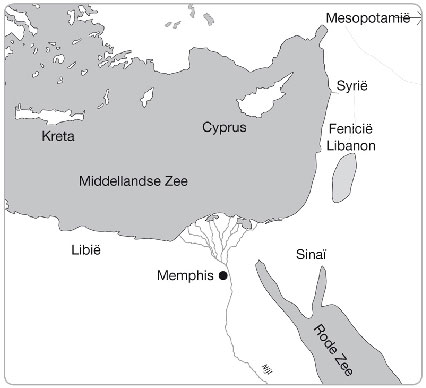 Mesopotamië
Syrië
Kreta
Cyprus
Fenicië
Libanon
Middellandse Zee
Libië
Sinaï
Memphis
Rode Zee
Nijl